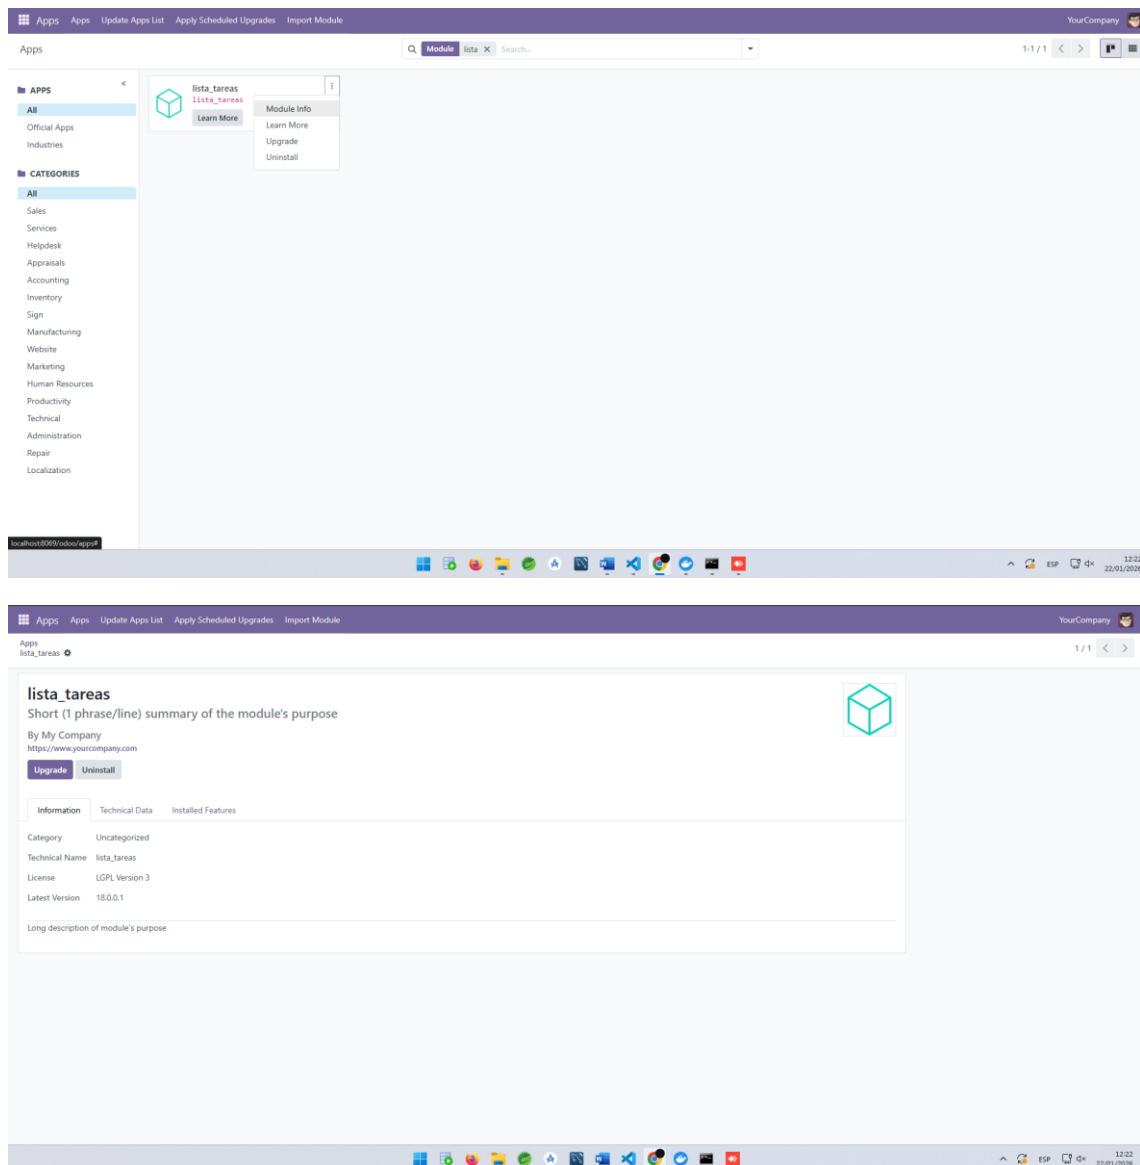 Apps Apps Update Apps List Apply Scheduled Upgrades Import Module YourCompany
Apps Module lista Search... 1-1 / 1
APPS
All
Official Apps
Industries
CATEGORIES
All
Sales
Services
Helpdesk
Appraisals
Accounting
Inventory
Sign
Manufacturing
Website
Marketing
Human Resources
Productivity
Technical
Administration
Repair
Localization
lista_tareas
lista_tareas
Learn More
Module Info
Learn More
Upgrade
Uninstall
localhost:8069/odoo/apps#
ESP 12:22
22/01/2026
Apps Apps Update Apps List Apply Scheduled Upgrades Import Module YourCompany
Apps
lista_tareas 1 / 1
lista_tareas
Short (1 phrase/line) summary of the module's purpose
By My Company
https://www.yourcompany.com
Upgrade Uninstall
Information Technical Data Installed Features
Category Uncategorized
Technical Name lista_tareas
License LGPL Version 3
Latest Version 18.0.0.1
Long description of module's purpose
ESP 12:22
22/01/2026